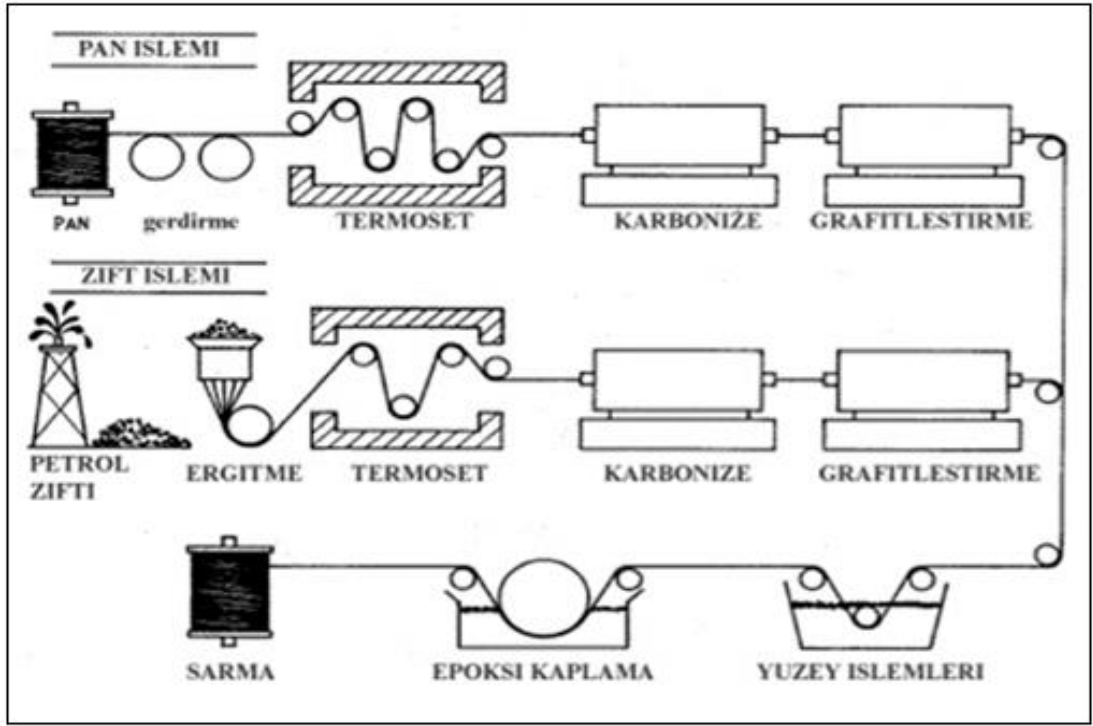 PAN ISLEMI
PAN
gerdirme
TERMOSET
KARBONIZE
GRAFITLESTIRME
ZIFT ISLEMI
PETROL
ZIFTI
ERGITME
TERMOSET
KARBONIZE
GRAFITLESTIRME
SARMA
EPOKSI KAPLAMA
YUZEY ISLEMLERI